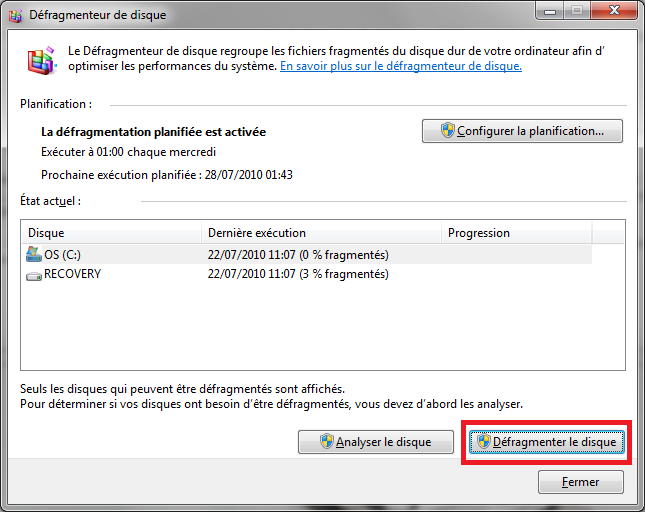 Défragmenteur de disque
Le Défragmenteur de disque regroupe les fichiers fragmentés du disque dur de votre ordinateur afin d'
optimiser les performances du système. En savoir plus sur le défragmenteur de disque.
Planification :
La défragmentation planifiée est activée
Configurer la planification...
Exécuter à 01:00 chaque mercredi
Prochaine exécution planifiée : 28/07/2010 01:43
État actuel :
Disque Dernière exécution Progression
OS (C:) 22/07/2010 11:07 (0 % fragmentés)
RECOVERY 22/07/2010 11:07 (3 % fragmentés)
Seuls les disques qui peuvent être défragmentés sont affichés.
Pour déterminer si vos disques ont besoin d'être défragmentés, vous devez d'abord les analyser.
Analyser le disque Défragmenter le disque
Fermer